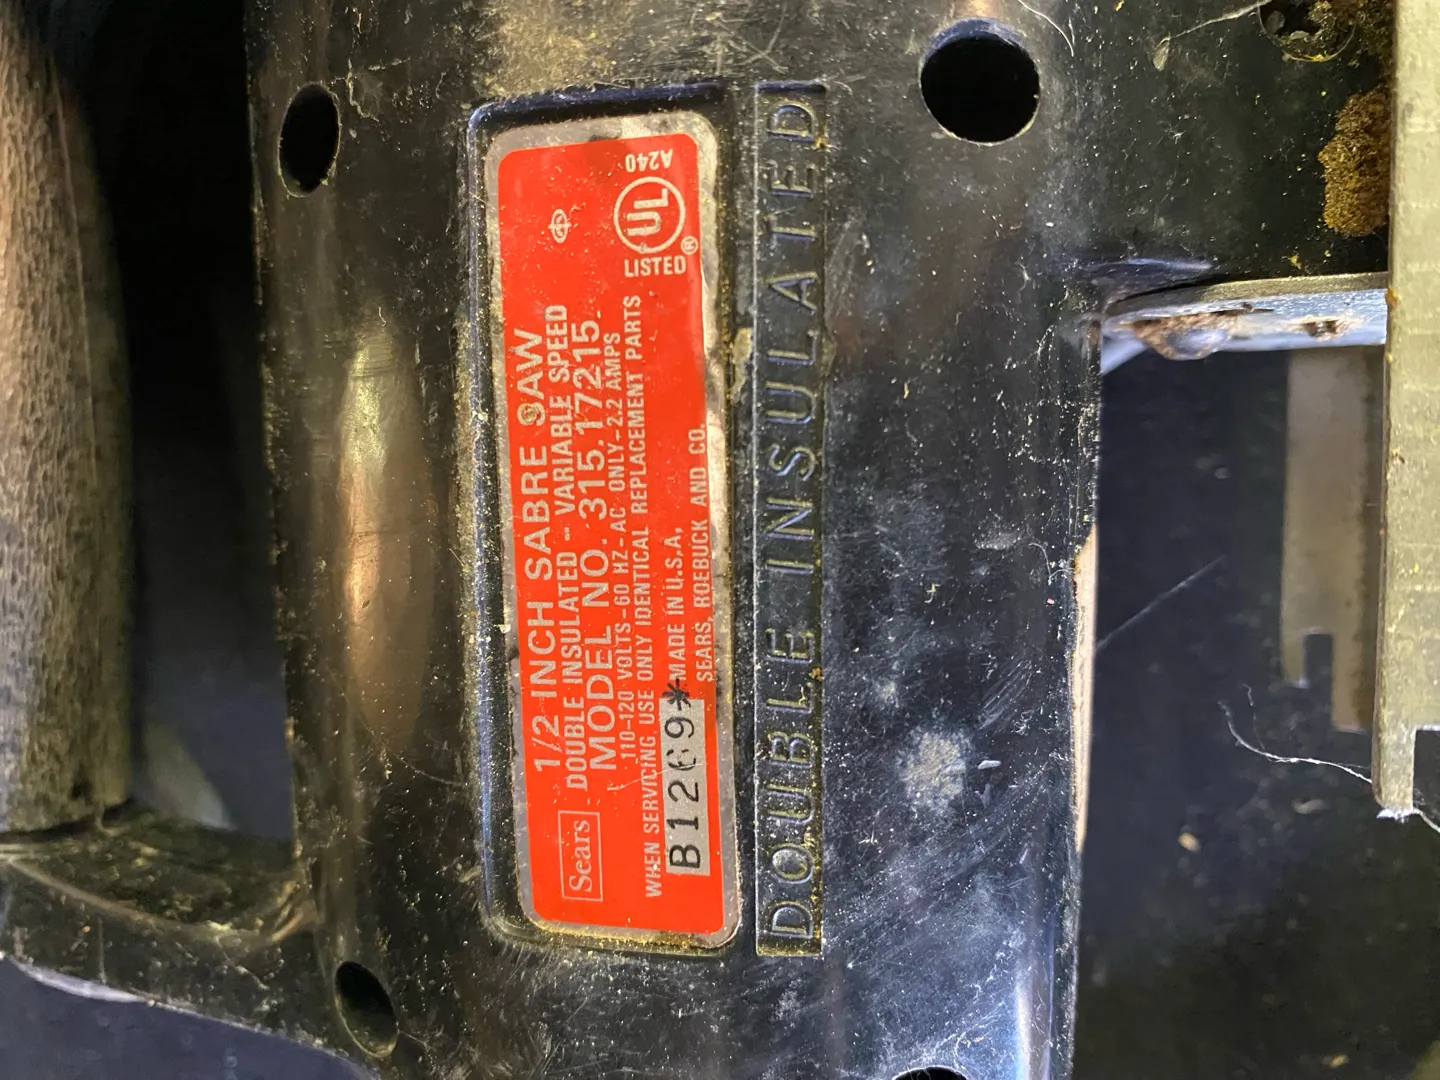 Sears
1/2 INCH SABRE SAW
DOUBLE INSULATED - VARIABLE SPEED
MODEL NO. 315.17215
110-120 VOLTS-60 HZ-AC ONLY-2.2 AMPS
WHEN SERVICING USE ONLY IDENTICAL REPLACEMENT PARTS
MADE IN U.S.A.
SEARS, ROEBUCK AND CO.
A240
UL
®
LISTED
DOUBLE INSULATED